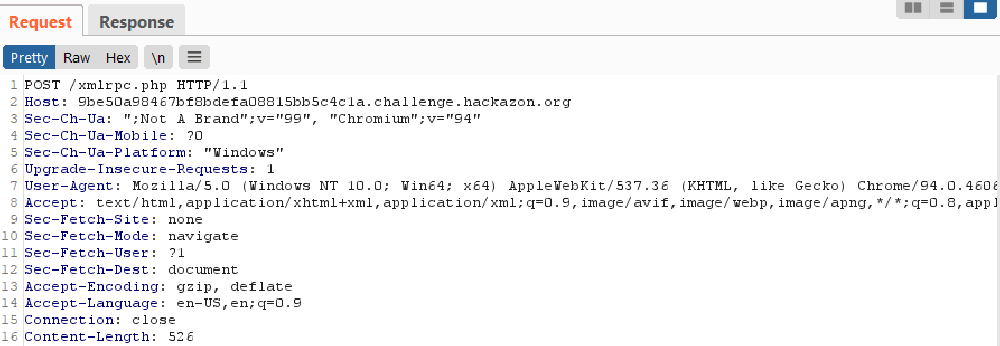 Request Response
Pretty Raw Hex \n
1 POST /xmlrpc.php HTTP/1.1
2 Host: 9be50a98467bf8bdefa08815bb5c4c1a.challenge.hackazon.org
3 Sec-Ch-Ua: ";Not A Brand";v="99", "Chromium";v="94"
4 Sec-Ch-Ua-Mobile: ?0
5 Sec-Ch-Ua-Platform: "Windows"
6 Upgrade-Insecure-Requests: 1
7 User-Agent: Mozilla/5.0 (Windows NT 10.0; Win64; x64) AppleWebKit/537.36 (KHTML, like Gecko) Chrome/94.0.4606
8 Accept: text/html,application/xhtml+xml,application/xml;q=0.9,image/avif,image/webp,image/apng,*/*;q=0.8,appl
9 Sec-Fetch-Site: none
10 Sec-Fetch-Mode: navigate
11 Sec-Fetch-User: ?1
12 Sec-Fetch-Dest: document
13 Accept-Encoding: gzip, deflate
14 Accept-Language: en-US,en;q=0.9
15 Connection: close
16 Content-Length: 526